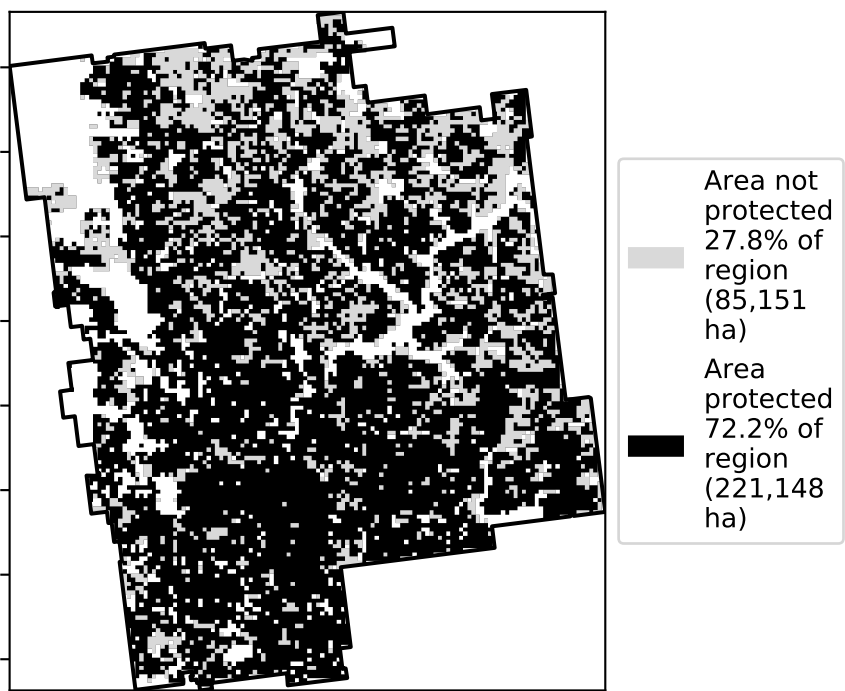 Area not
protected
27.8% of
region
(85,151
ha)
Area
protected
72.2% of
region
(221,148
ha)